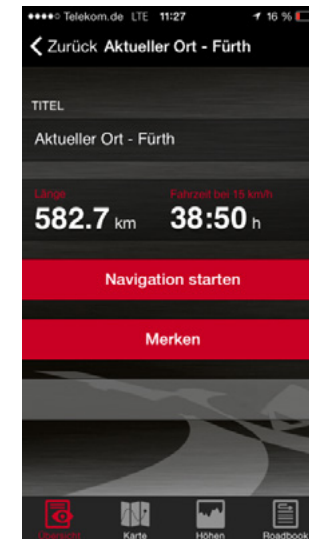 Telekom.de LTE 11:27 16 %
Zurück Aktueller Ort - Fürth
TITEL
Aktueller Ort - Fürth
Länge Fahrzeit bei 15 km/h
582.7 km 38:50 h
Navigation starten
Merken
Übersicht Karte Höhen Roadbook